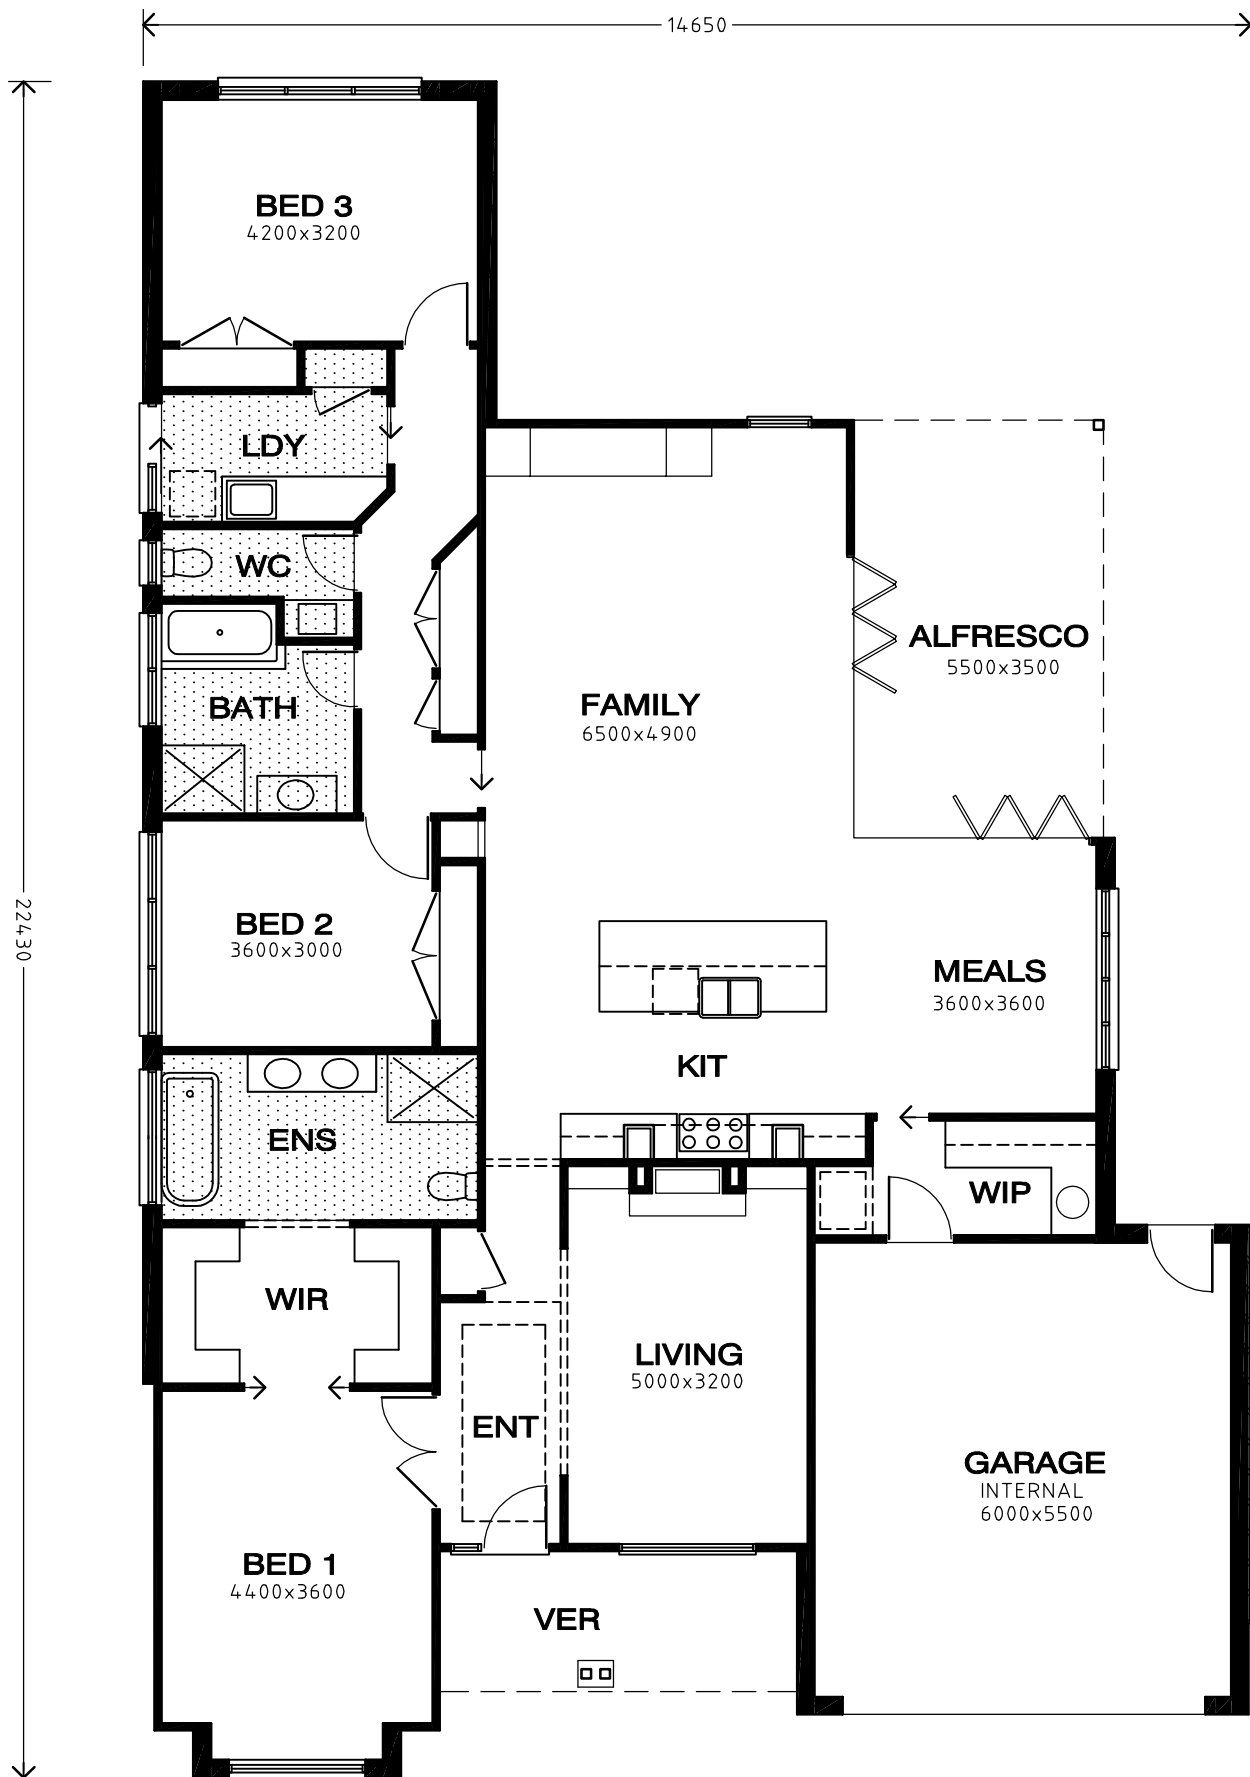 14650
BED 3
4200x3200
LDY
WC
ALFRESCO
5500x3500
BATH
FAMILY
6500x4900
22430
BED 2
3600x3000
MEALS
3600x3600
KIT
ENS
WIP
WIR
LIVING
5000x3200
ENT
GARAGE
INTERNAL
6000x5500
BED 1
4400x3600
VER